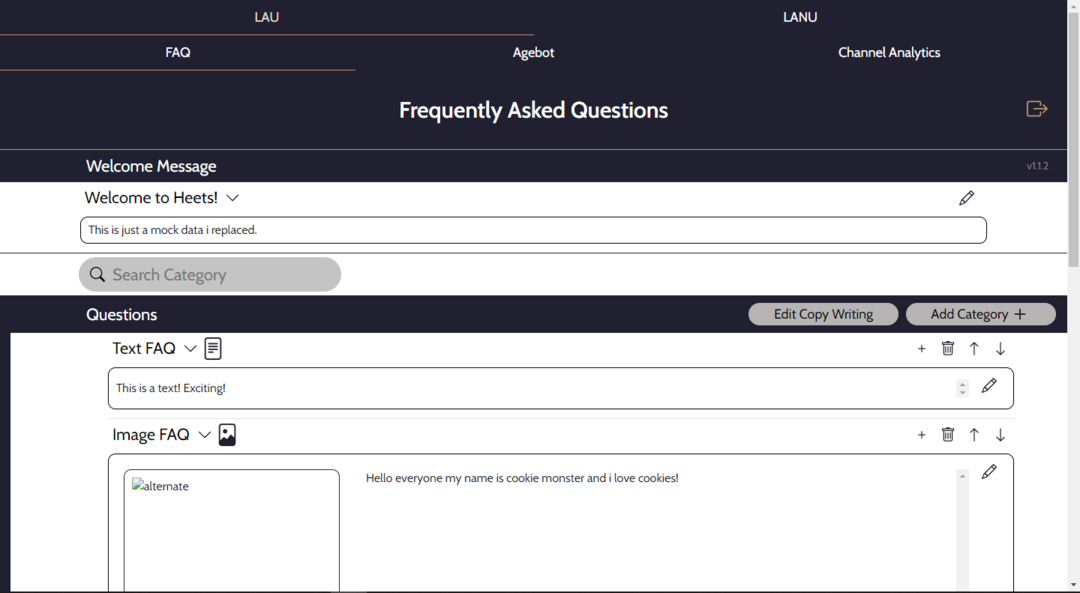 LAU LANU
FAQ Agebot Channel Analytics
Frequently Asked Questions
Welcome Message v1.1.2
Welcome to Heets!
This is just a mock data i replaced.
Search Category
Questions Edit Copy Writing Add Category +
Text FAQ
This is a text! Exciting!
Image FAQ
alternate
Hello everyone my name is cookie monster and i love cookies!